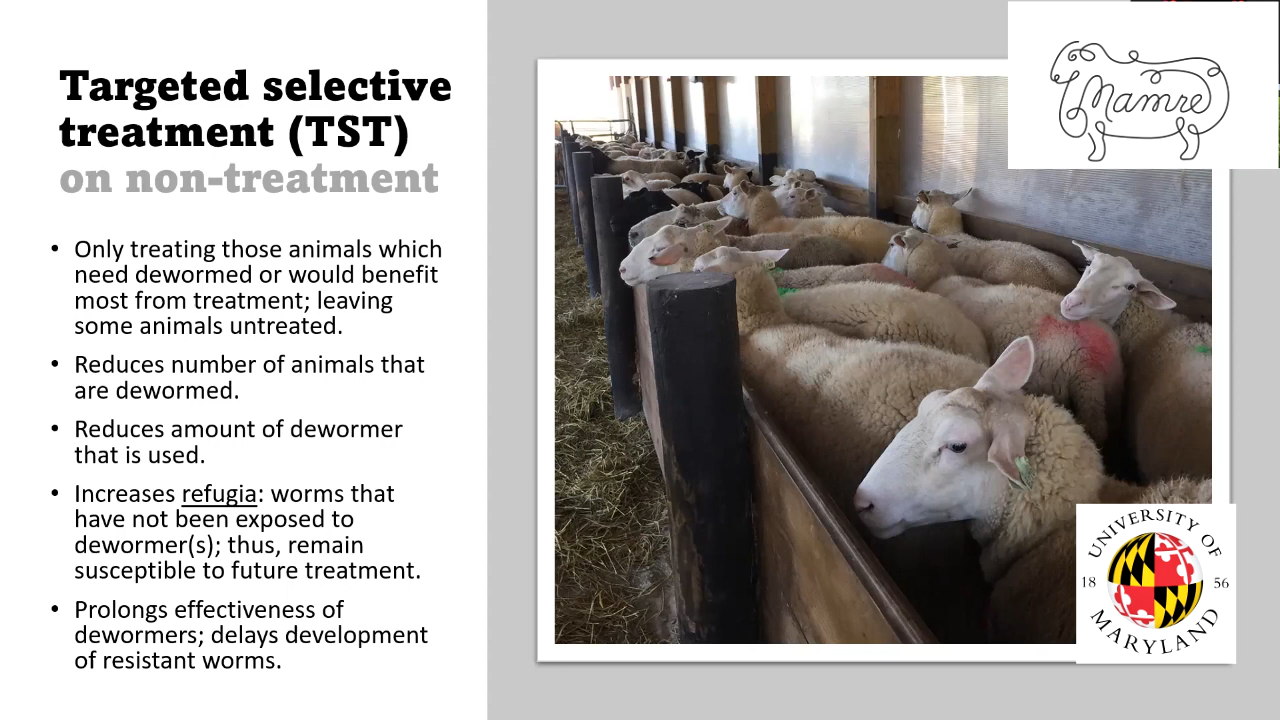 Targeted selective
treatment (TST)
on non-treatment
• Only treating those animals which
need dewormed or would benefit
most from treatment; leaving
some animals untreated.
• Reduces number of animals that
are dewormed.
• Reduces amount of dewormer
that is used.
• Increases refugia: worms that
have not been exposed to
dewormer(s); thus, remain
susceptible to future treatment.
• Prolongs effectiveness of
dewormers; delays development
of resistant worms.
Mamre
UNIVERSITY OF
18 56
MARYLAND